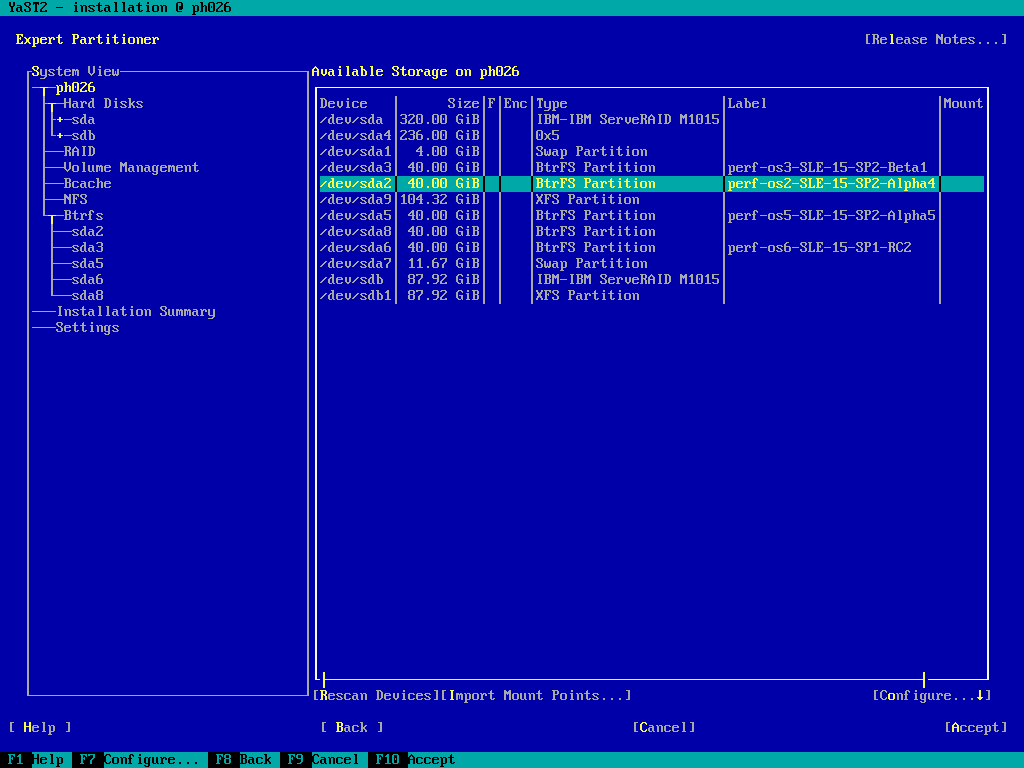 YaST2 - installation @ ph026
Expert Partitioner [Release Notes...]
System View Available Storage on ph026
ph026
Device Size F Enc Type Label Mount
Hard Disks
sda /dev/sda 320.00 GiB IBM-IBM ServeRAID M1015
sdb /dev/sda4 236.00 GiB 0x5
RAID /dev/sda1 4.00 GiB Swap Partition
Volume Management /dev/sda3 40.00 GiB BtrFS Partition perf-os3-SLE-15-SP2-Beta1
Bcache /dev/sda2 40.00 GiB BtrFS Partition perf-os2-SLE-15-SP2-Alpha4
NFS /dev/sda9 104.32 GiB XFS Partition
Btrfs /dev/sda5 40.00 GiB BtrFS Partition perf-os5-SLE-15-SP2-Alpha5
sda2 /dev/sda8 40.00 GiB BtrFS Partition
sda3 /dev/sda6 40.00 GiB BtrFS Partition perf-os6-SLE-15-SP1-RC2
sda5 /dev/sda7 11.67 GiB Swap Partition
sda6 /dev/sdb 87.92 GiB IBM-IBM ServeRAID M1015
sda8 /dev/sdb1 87.92 GiB XFS Partition
Installation Summary
Settings
[Rescan Devices][Import Mount Points...] [Configure...↓]
[ Help ] [ Back ] [Cancel] [Accept]
F1 Help F7 Configure... F8 Back F9 Cancel F10 Accept